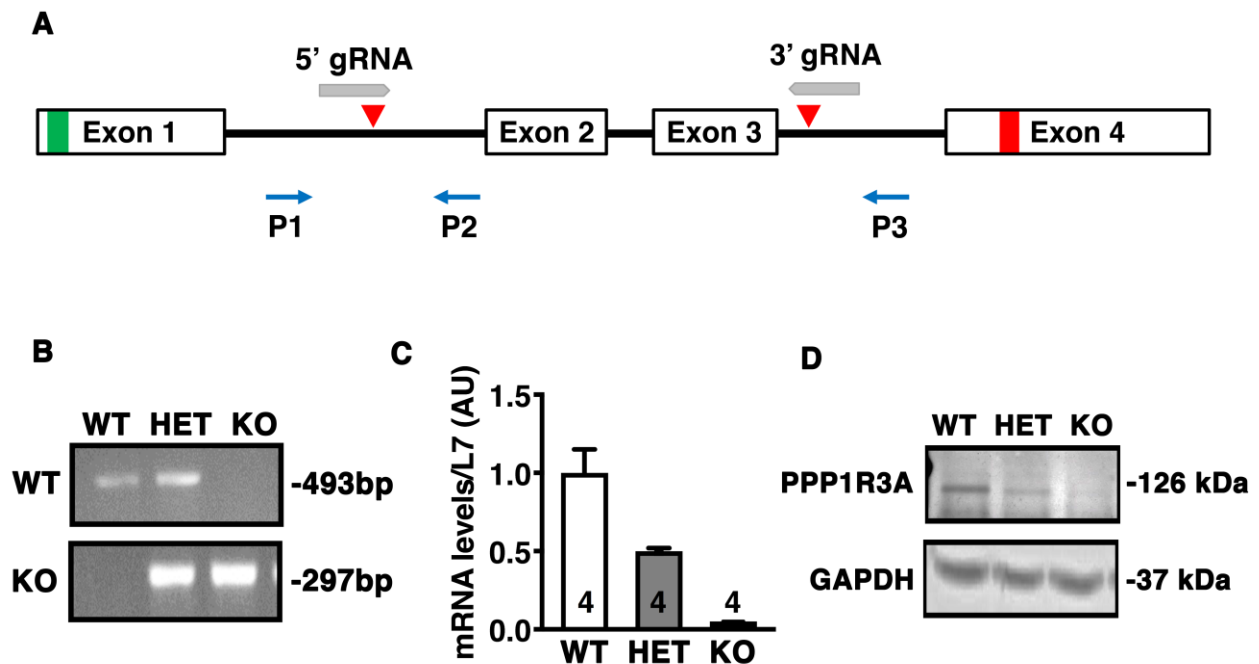 A
5' gRNA 3' gRNA
Exon 1 Exon 2 Exon 3 Exon 4
P1 P2 P3
B
WT HET KO
WT -493bp
KO -297bp
C
mRNA levels/L7 (AU)
1.5
1.0
0.5
0.0
4 4 4
WT HET KO
D
WT HET KO
PPP1R3A -126 kDa
GAPDH -37 kDa